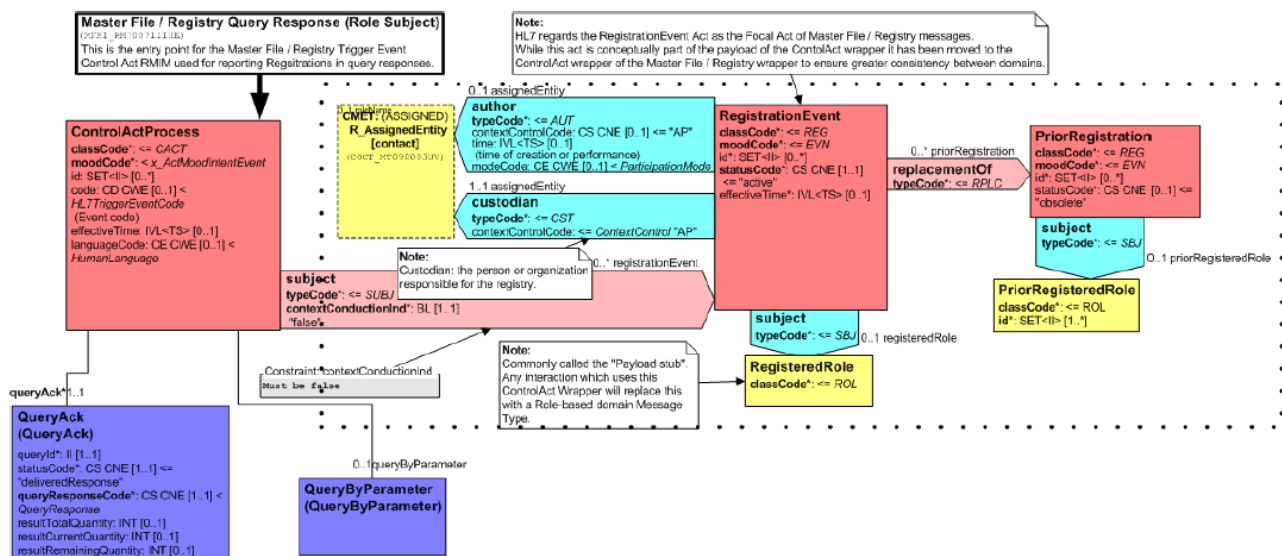 Master File / Registry Query Response (Role Subject)
This is the entry point for the Master File / Registry Trigger Event
Control Act RMIM used for reporting Regsitrations in query responses.
Note:
HL7 regards the RegistrationEvent Act as the Focal Act of Master File / Registry messages.
While this act is conceptually part of the payload of the ContolAct wrapper it has been moved to the
ControlAct wrapper of the Master File / Registry wrapper to ensure greater consistency between domains.
ControlActProcess
classCode*: <= CACT
moodCode*: < x_ActMoodIntentEvent
id: SET<II> [0..*]
code: CD CWE [0..1] <
HL7TriggerEventCode
(Event code)
effectiveTime: IVL<TS> [0..1]
languageCode: CE CWE [0..1] <
HumanLanguage
CMET: (ASSIGNED)
R_AssignedEntity
[contact]
(COCT_MT090003UV)
0..1 assignedEntity
author
typeCode*: <= AUT
contextControlCode: CS CNE [0..1] <= "AP"
time: IVL<TS> [0..1]
(time of creation or performance)
modeCode: CE CWE [0..1] < ParticipationMode
1..1 assignedEntity
custodian
typeCode*: <= CST
contextControlCode: <= ContextControl "AP"
Note:
Custodian: the person or organization
responsible for the registry.
0..* registrationEvent
subject
typeCode*: <= SUBJ
contextConductionInd*: BL [1..1]
"false"
Constraint: contextConductionInd
Must be false
RegistrationEvent
classCode*: <= REG
moodCode*: <= EVN
id*: SET<II> [0..*]
statusCode*: CS CNE [1..1]
<= "active"
effectiveTime*: IVL<TS> [0..1]
0..* priorRegistration
replacementOf
typeCode*: <= RPLC
PriorRegistration
classCode*: <= REG
moodCode*: <= EVN
id*: SET<II> [0..*]
statusCode*: CS CNE [0..1] <=
"obsolete"
subject
typeCode*: <= SBJ
0..1 priorRegisteredRole
PriorRegisteredRole
classCode*: <= ROL
id*: SET<II> [1..*]
subject
typeCode*: <= SBJ
0..1 registeredRole
Note:
Commonly called the "Payload stub".
Any interaction which uses this
ControlAct Wrapper will replace this
with a Role-based domain Message
Type.
RegisteredRole
classCode*: <= ROL
queryAck*1..1
QueryAck
(QueryAck)
queryId*: II [1..1]
statusCode*: CS CNE [1..1] <=
"deliveredResponse"
queryResponseCode*: CS CNE [1..1] <
QueryResponse
resultTotalQuantity: INT [0..1]
resultCurrentQuantity: INT [0..1]
resultRemainingQuantity: INT [0..1]
0..1queryByParameter
QueryByParameter
(QueryByParameter)